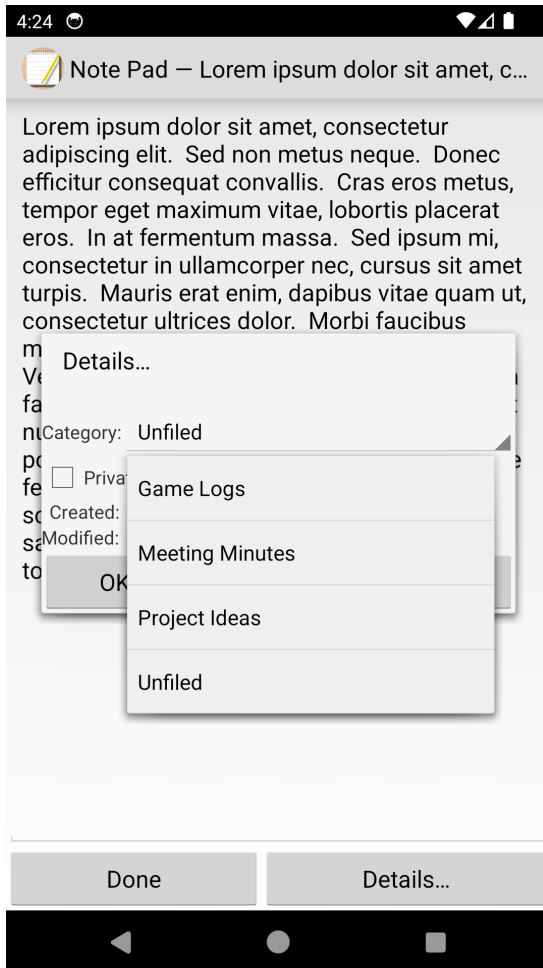 4:24
Note Pad — Lorem ipsum dolor sit amet, c…
Lorem ipsum dolor sit amet, consectetur
adipiscing elit.  Sed non metus neque.  Donec
efficitur consequat convallis.  Cras eros metus,
tempor eget maximum vitae, lobortis placerat
eros.  In at fermentum massa.  Sed ipsum mi,
consectetur in ullamcorper nec, cursus sit amet
turpis.  Mauris erat enim, dapibus vitae quam ut,
consectetur ultrices dolor.  Morbi faucibus
Details…
Category: Unfiled
Game Logs
Created:
Meeting Minutes
Modified:
OK
Project Ideas
Unfiled
Done
Details…